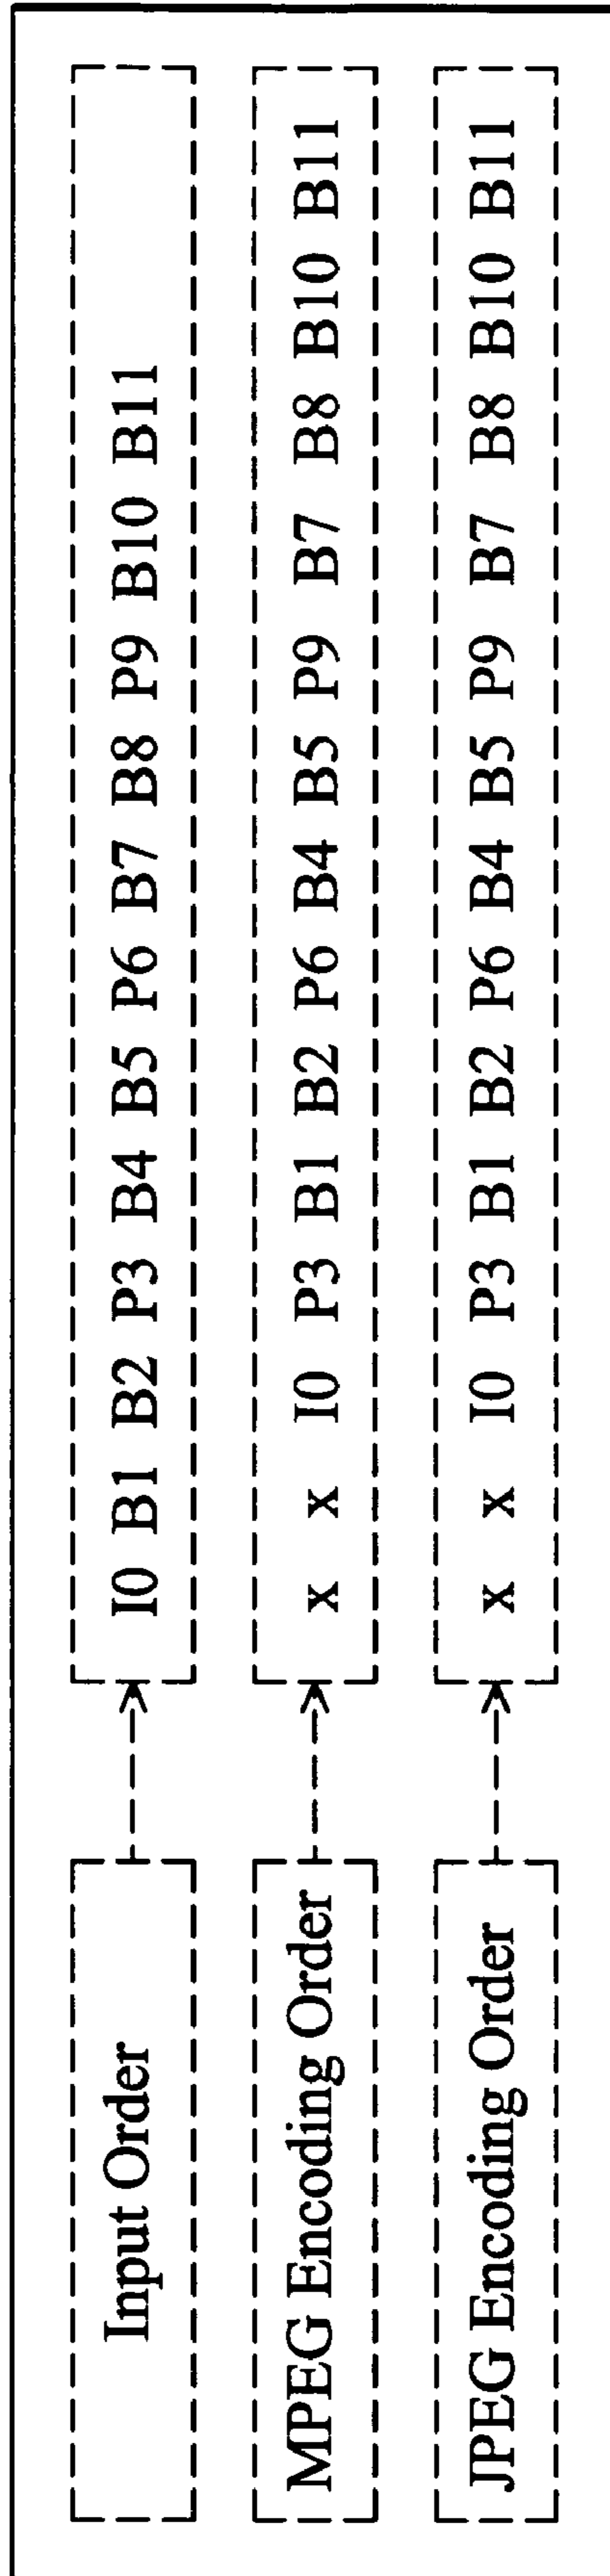 Input Order
I0 B1 B2 P3 B4 B5 P6 B7 B8 P9 B10 B11
MPEG Encoding Order
x x I0 P3 B1 B2 P6 B4 B5 P9 B7 B8 B10 B11
JPEG Encoding Order
x x I0 P3 B1 B2 P6 B4 B5 P9 B7 B8 B10 B11